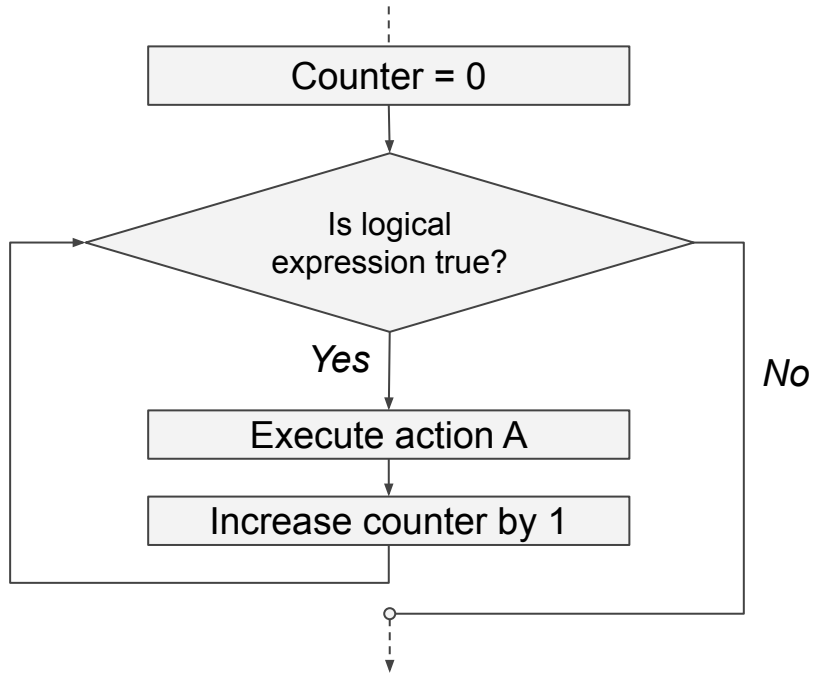 Counter = 0
Is logical
expression true?
Yes
No
Execute action A
Increase counter by 1